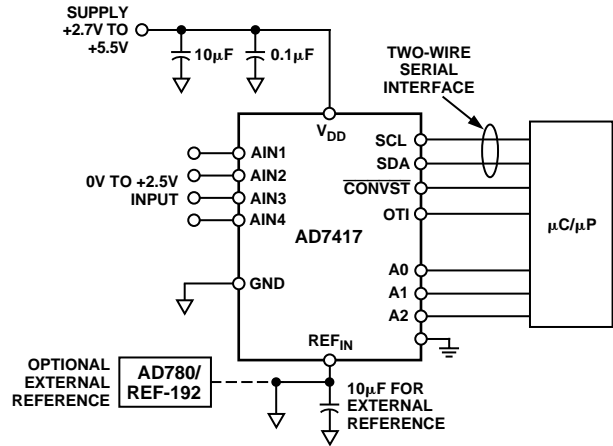 SUPPLY
+2.7V TO
+5.5V
10μF
0.1μF
TWO-WIRE
SERIAL
INTERFACE
V_DD
AIN1
AIN2
AIN3
AIN4
0V TO +2.5V
INPUT
SCL
SDA
CONVST
OTI
AD7417
μC/μP
GND
A0
A1
A2
REF_IN
OPTIONAL
EXTERNAL
REFERENCE
AD780/
REF-192
10μF FOR
EXTERNAL
REFERENCE